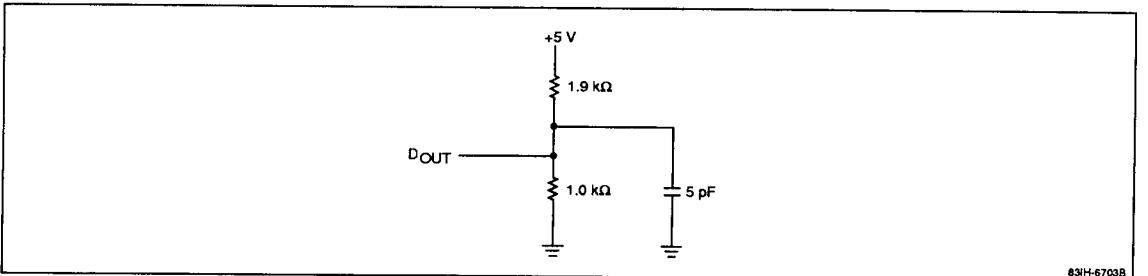 +5 V
1.9 kΩ
DOUT
1.0 kΩ
5 pF
83IH-6703B